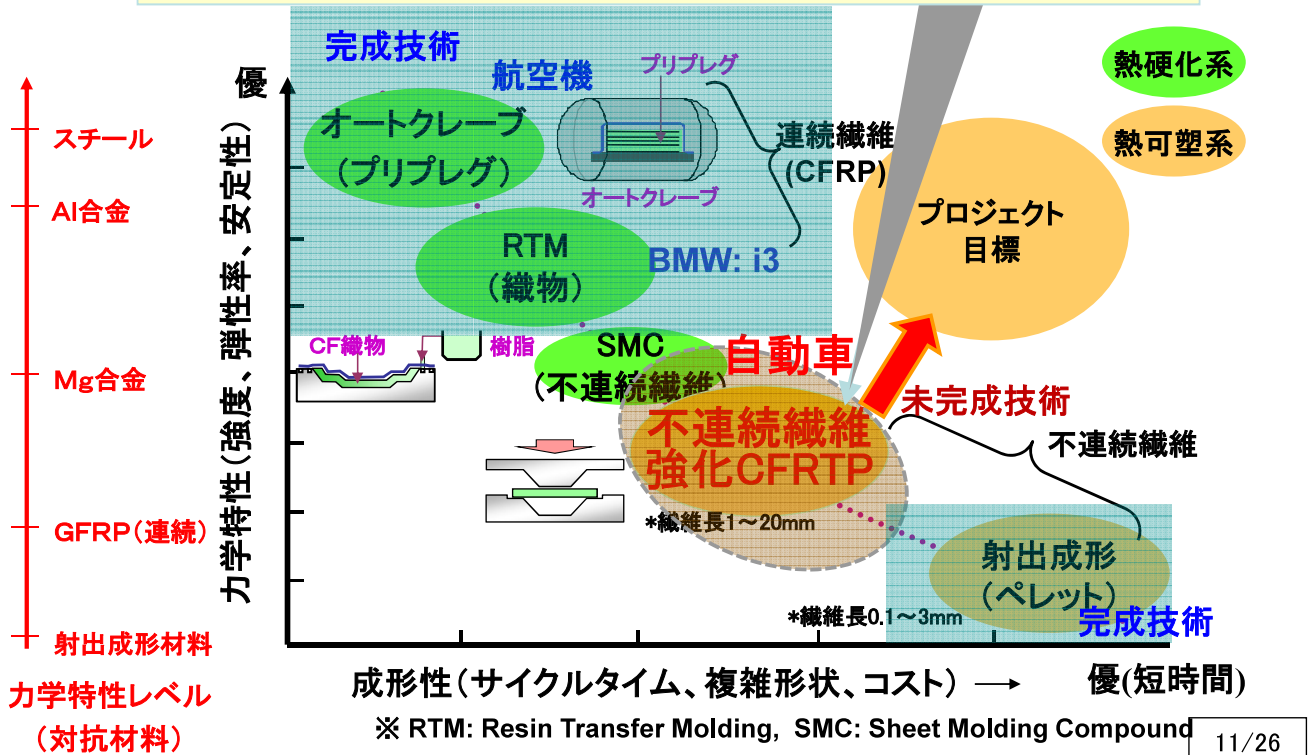 完成技術
熱硬化系
優
航空機
プリプレグ
スチール
オートクレーブ
(プリプレグ)
連続繊維
(CFRP)
熱可塑系
オートクレーブ
Al合金
プロジェクト
目標
RTM
(織物)
BMW: i3
力学特性(強度、弾性率、安定性)
CF織物
樹脂
SMC
(不連続繊維)
自動車
Mg合金
未完成技術
不連続繊維
強化CFRTP
不連続繊維
*繊維長1~20mm
GFRP(連続)
射出成形
(ペレット)
*繊維長0.1~3mm
完成技術
射出成形材料
力学特性レベル
(対抗材料)
成形性(サイクルタイム、複雑形状、コスト) → 優(短時間)
※ RTM: Resin Transfer Molding, SMC: Sheet Molding Compound
11/26